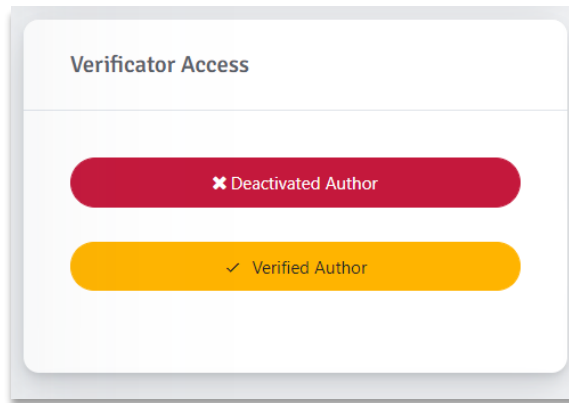 Verificator Access
✖ Deactivated Author
✓ Verified Author